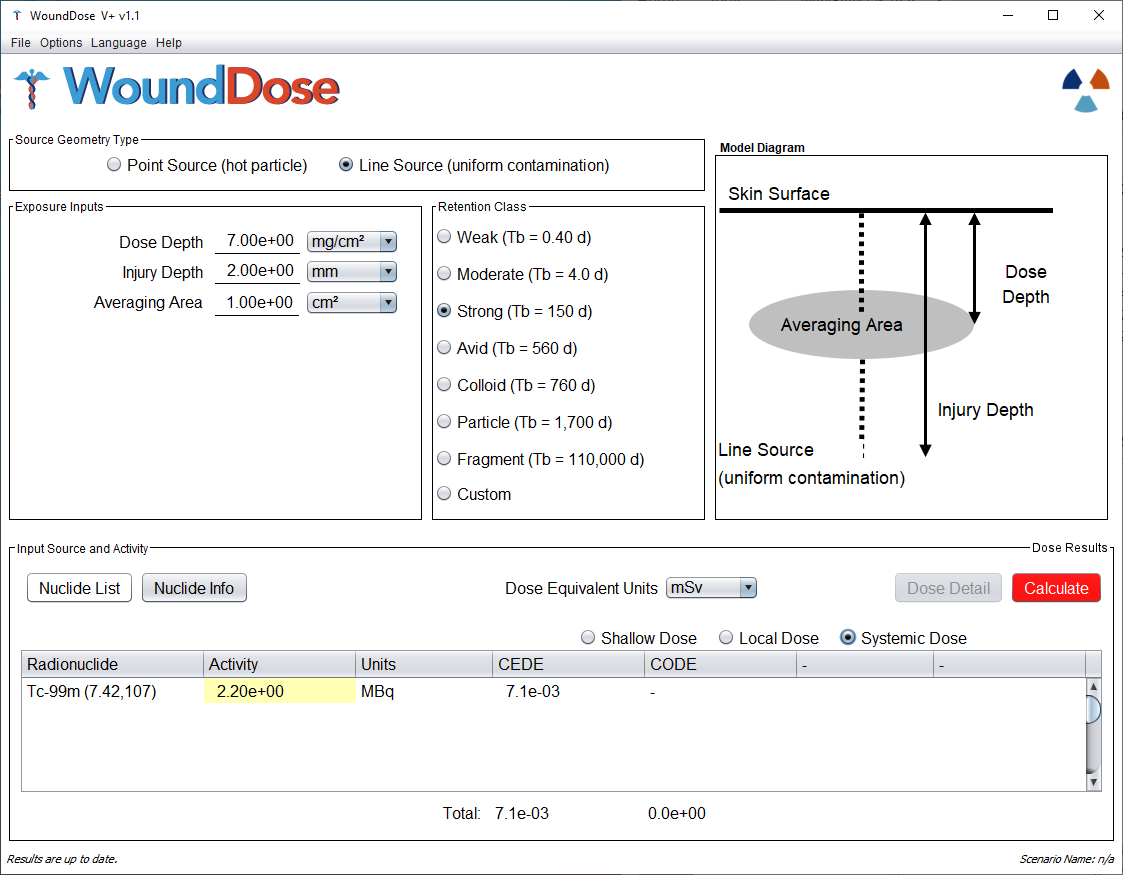 WoundDose V+ v1.1
File Options Language Help
WoundDose
Source Geometry Type
Point Source (hot particle) Line Source (uniform contamination)
Exposure Inputs
Dose Depth 7.00e+00 mg/cm²
Injury Depth 2.00e+00 mm
Averaging Area 1.00e+00 cm²
Retention Class
Weak (Tb = 0.40 d)
Moderate (Tb = 4.0 d)
Strong (Tb = 150 d)
Avid (Tb = 560 d)
Colloid (Tb = 760 d)
Particle (Tb = 1,700 d)
Fragment (Tb = 110,000 d)
Custom
Model Diagram
Skin Surface
Dose
Depth
Averaging Area
Injury Depth
Line Source
(uniform contamination)
Input Source and Activity Dose Results
Nuclide List Nuclide Info Dose Equivalent Units mSv Dose Detail Calculate
Shallow Dose Local Dose Systemic Dose
Radionuclide Activity Units CEDE CODE - -
Tc-99m (7.42,107) 2.20e+00 MBq 7.1e-03 -
Total: 7.1e-03 0.0e+00
Results are up to date. Scenario Name: n/a